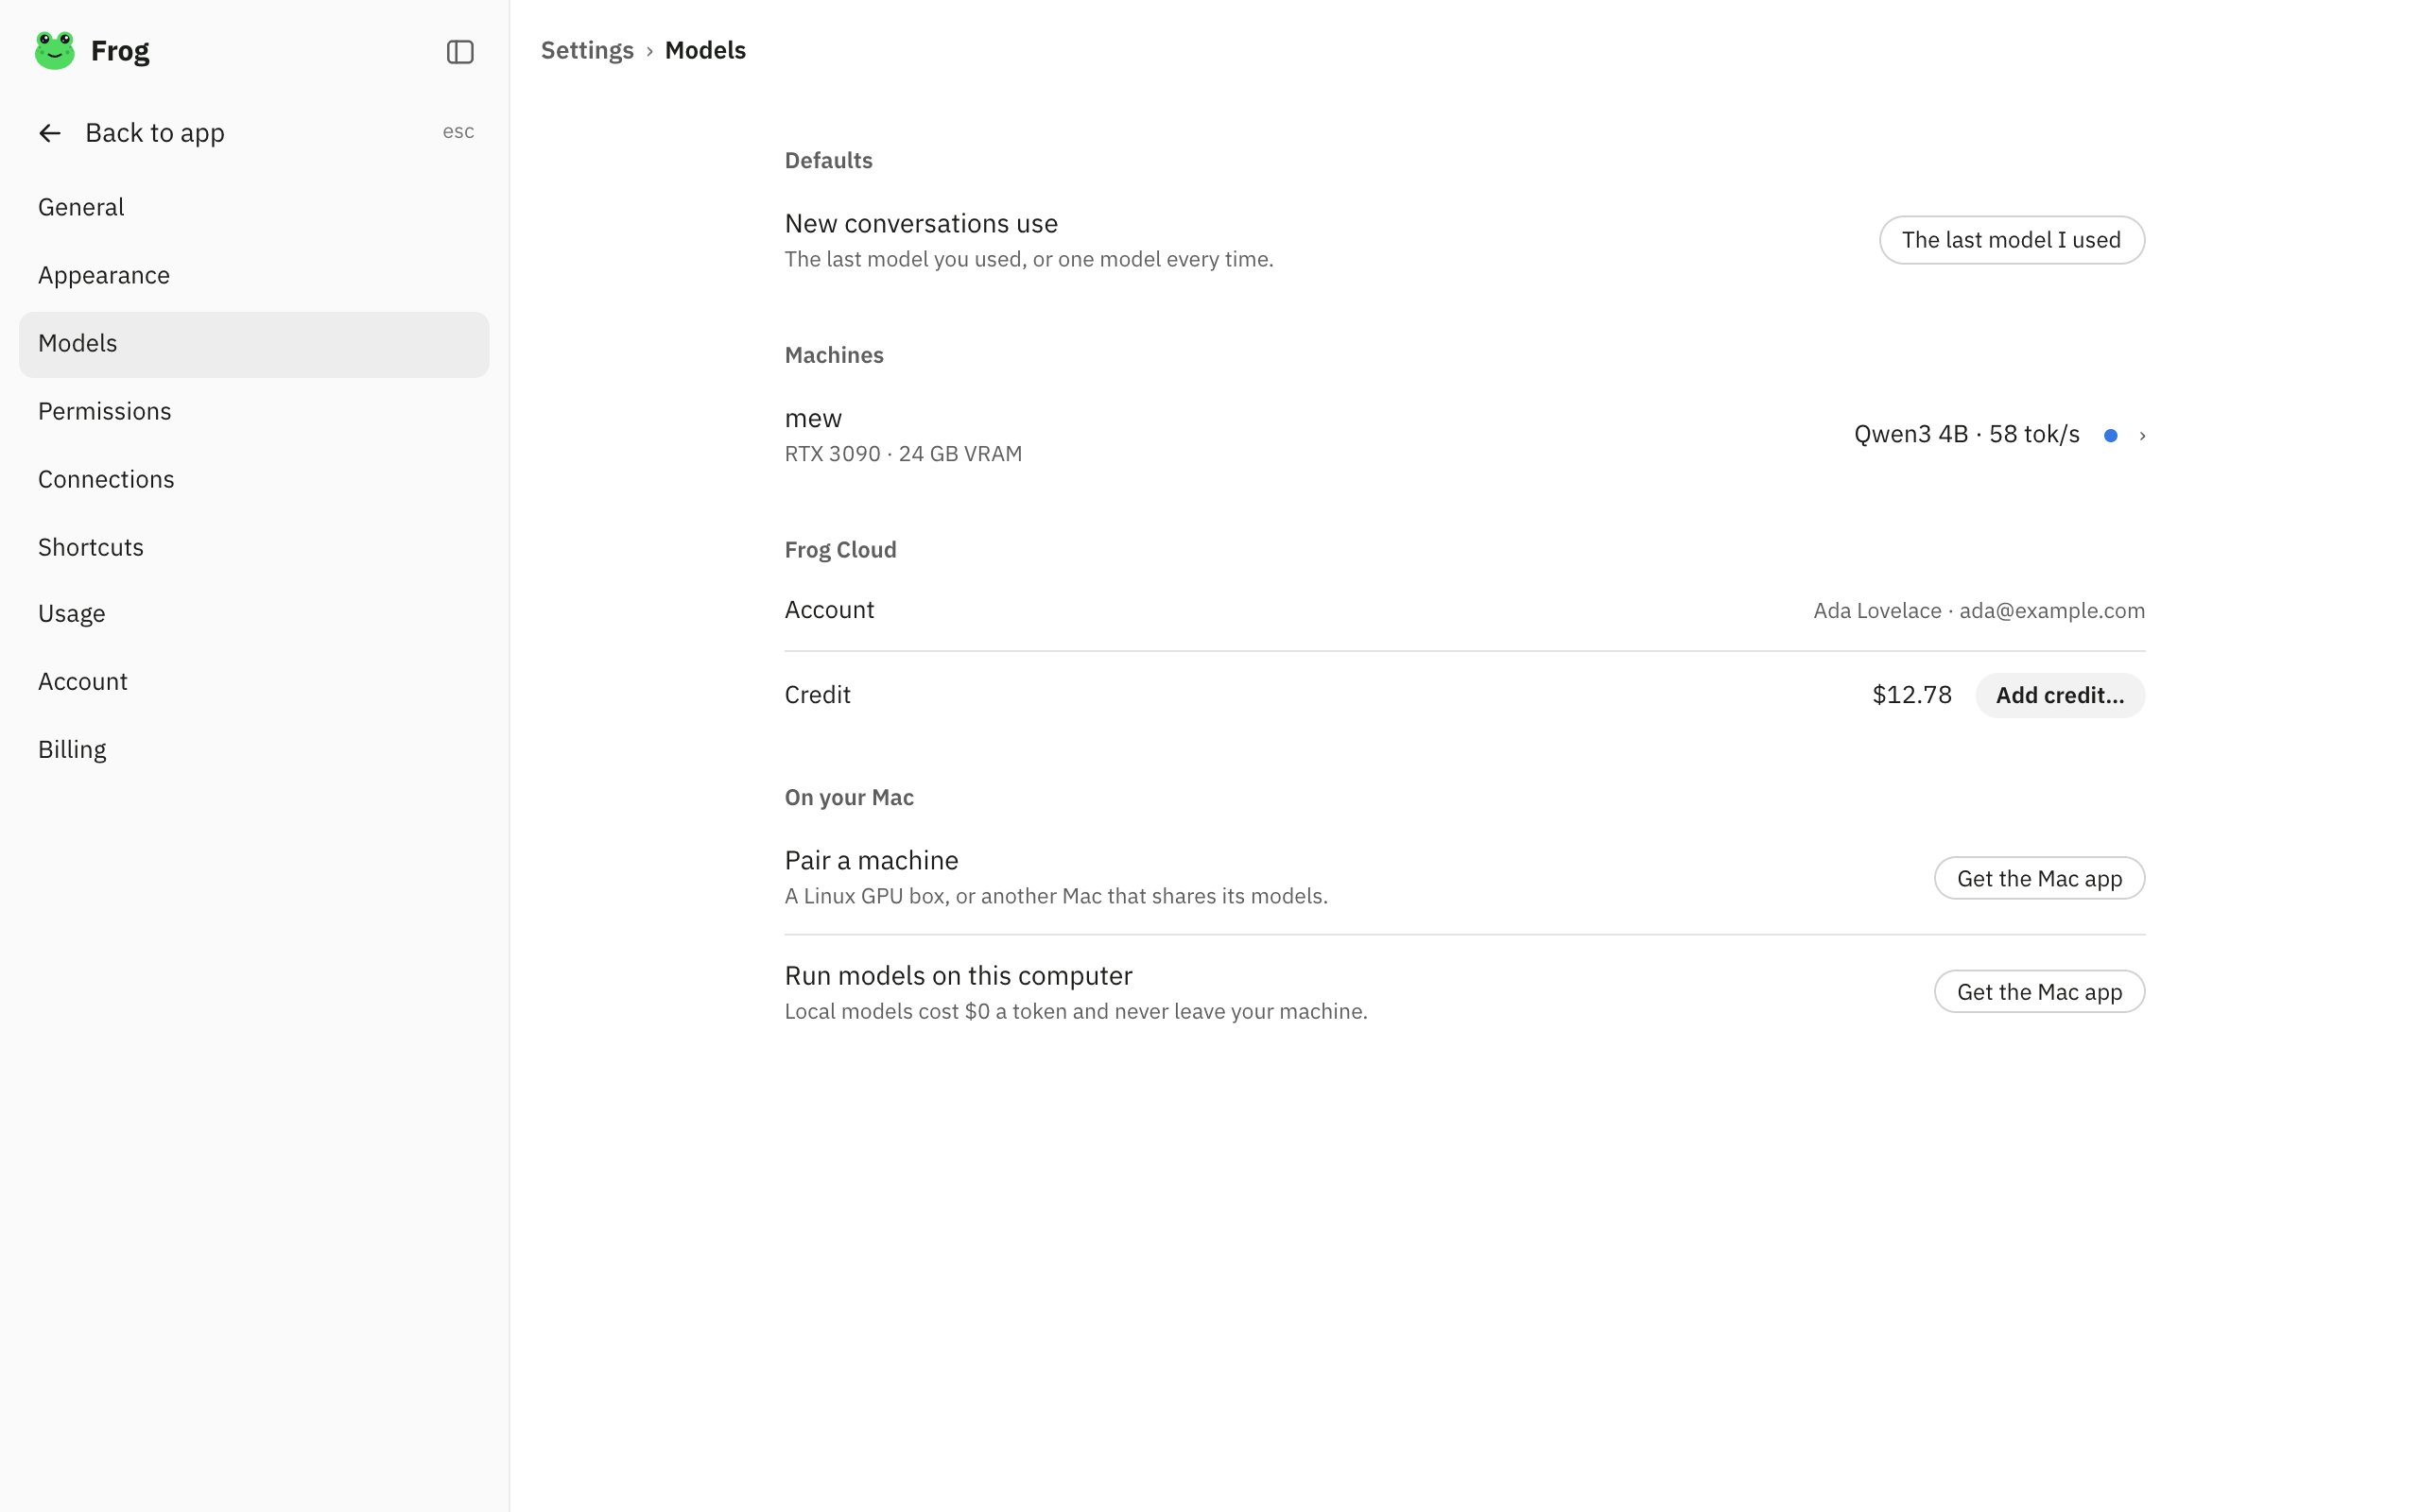 Frog
Back to app
esc
General
Appearance
Models
Permissions
Connections
Shortcuts
Usage
Account
Billing
Settings › Models
Defaults
New conversations use
The last model you used, or one model every time.
The last model I used
Machines
mew
RTX 3090 · 24 GB VRAM
Qwen3 4B · 58 tok/s
Frog Cloud
Account
Ada Lovelace · ada@example.com
Credit
$12.78
Add credit...
On your Mac
Pair a machine
A Linux GPU box, or another Mac that shares its models.
Get the Mac app
Run models on this computer
Local models cost $0 a token and never leave your machine.
Get the Mac app